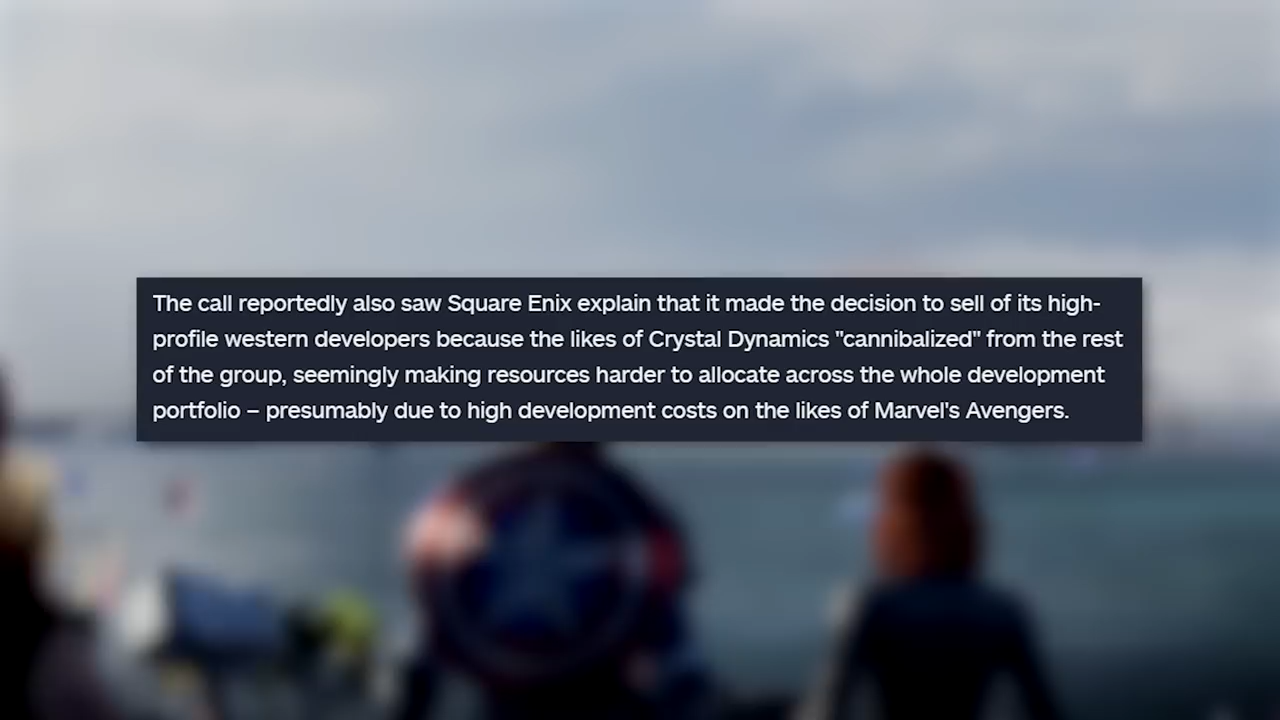 The call reportedly also saw Square Enix explain that it made the decision to sell of its high-
profile western developers because the likes of Crystal Dynamics "cannibalized" from the rest
of the group, seemingly making resources harder to allocate across the whole development
portfolio – presumably due to high development costs on the likes of Marvel's Avengers.